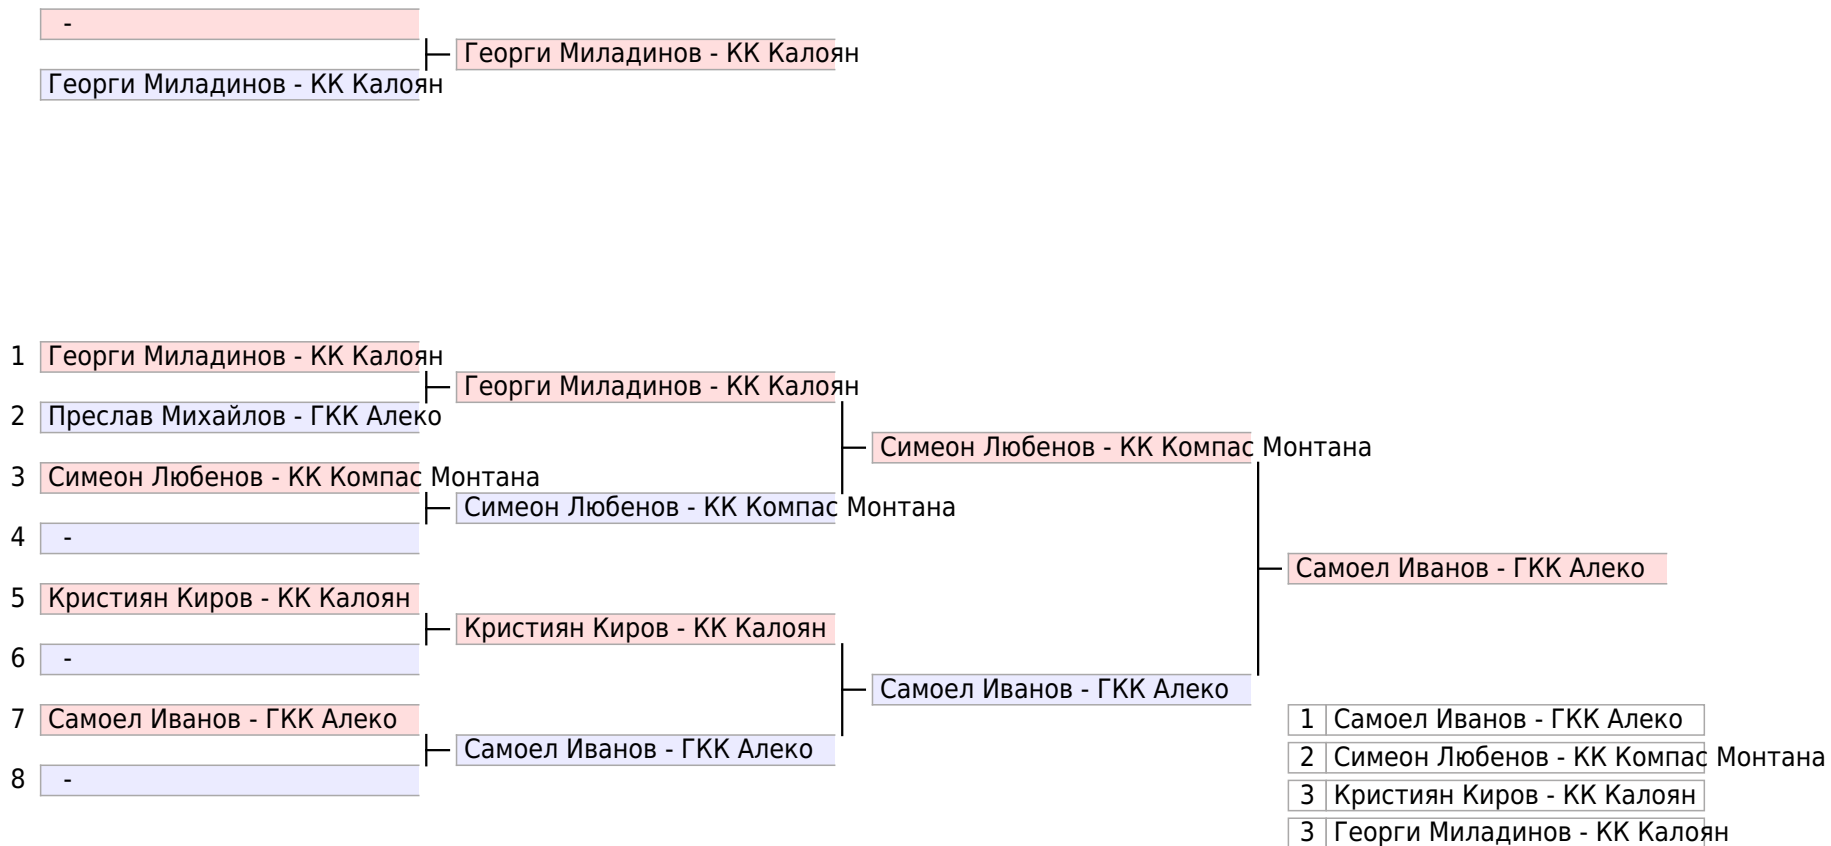 -
Георги Миладинов - КК Калоян
Георги Миладинов - КК Калоян
1 Георги Миладинов - КК Калоян
Георги Миладинов - КК Калоян
2 Преслав Михайлов - ГКК Алеко
Симеон Любенов - КК Компас Монтана
3 Симеон Любенов - КК Компас Монтана
Симеон Любенов - КК Компас Монтана
4 -
Самоел Иванов - ГКК Алеко
5 Кристиян Киров - КК Калоян
Кристиян Киров - КК Калоян
6 -
Самоел Иванов - ГКК Алеко
7 Самоел Иванов - ГКК Алеко
Самоел Иванов - ГКК Алеко
8 -
1 Самоел Иванов - ГКК Алеко
2 Симеон Любенов - КК Компас Монтана
3 Кристиян Киров - КК Калоян
3 Георги Миладинов - КК Калоян